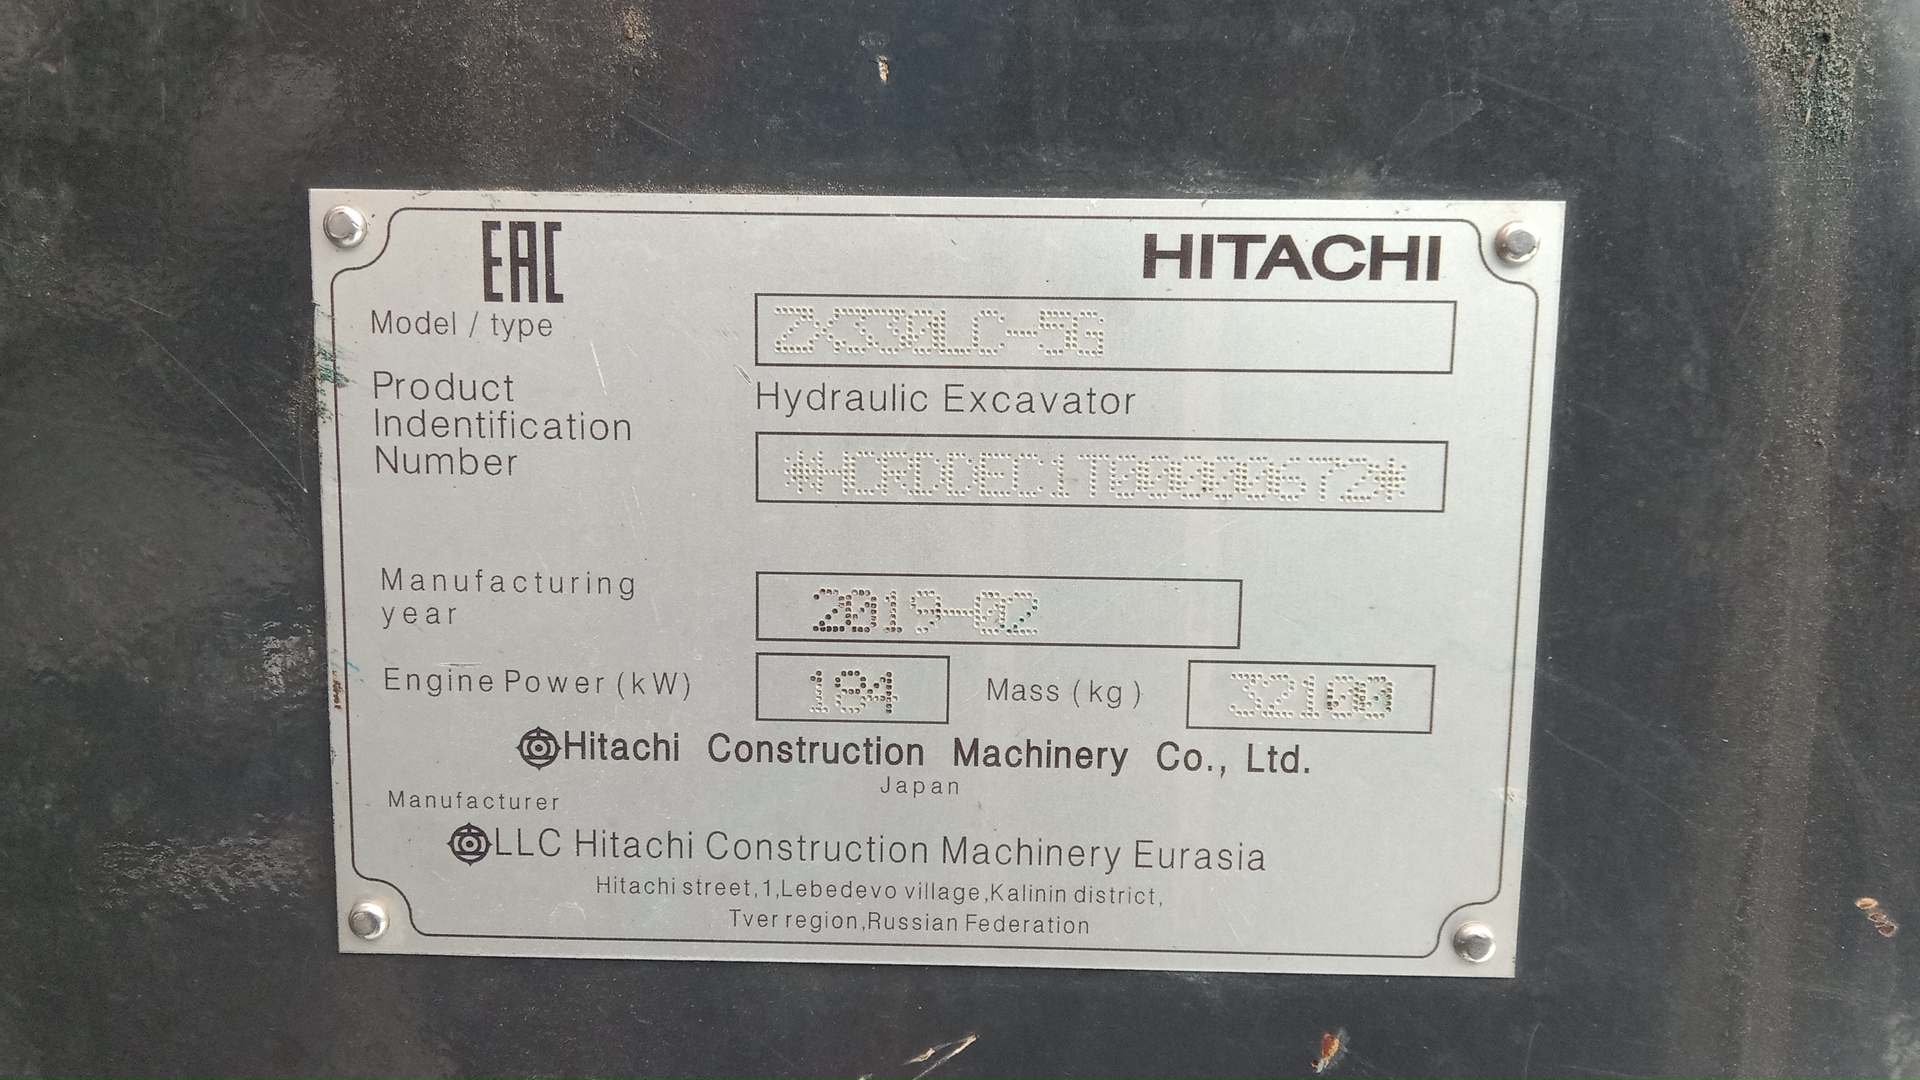 EAC
HITACHI
Model / type
ZX330LC-5G
Product
Indentification
Number
Hydraulic Excavator
*HCRDCEC1T00000672*
Manufacturing
year
2019-02
Engine Power (kW)
184
Mass (kg)
32100
Hitachi Construction Machinery Co., Ltd.
Japan
Manufacturer
LLC Hitachi Construction Machinery Eurasia
Hitachi street,1,Lebedevo village,Kalinin district,
Tver region,Russian Federation